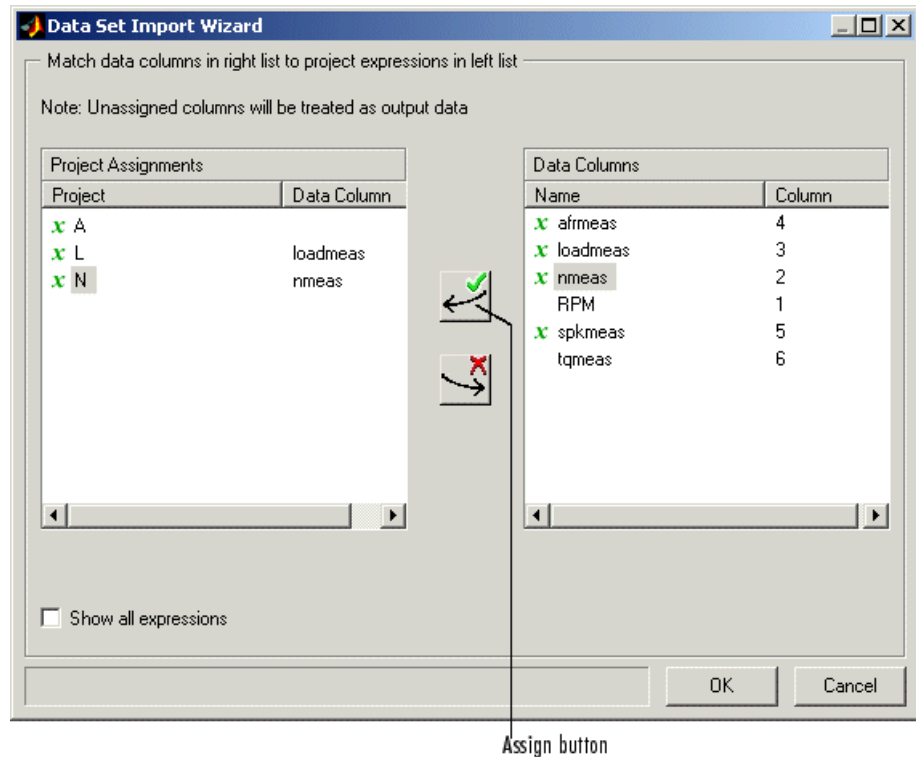 Data Set Import Wizard
Match data columns in right list to project expressions in left list
Note: Unassigned columns will be treated as output data
Project Assignments
Project Data Column
x A
x L loadmeas
x N nmeas
Data Columns
Name Column
x afrmeas 4
x loadmeas 3
x nmeas 2
RPM 1
x spkmeas 5
tqmeas 6
Show all expressions
OK Cancel
Assign button